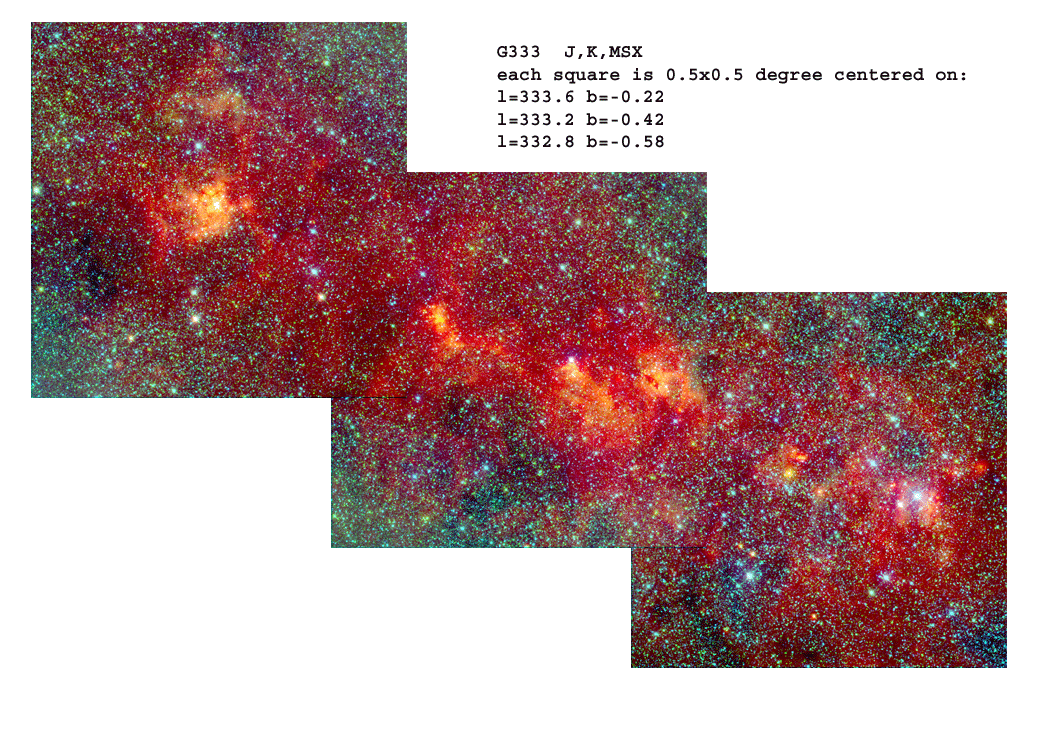 G333  J,K,MSX
each square is 0.5x0.5 degree centered on:
l=333.6 b=-0.22
l=333.2 b=-0.42
l=332.8 b=-0.58